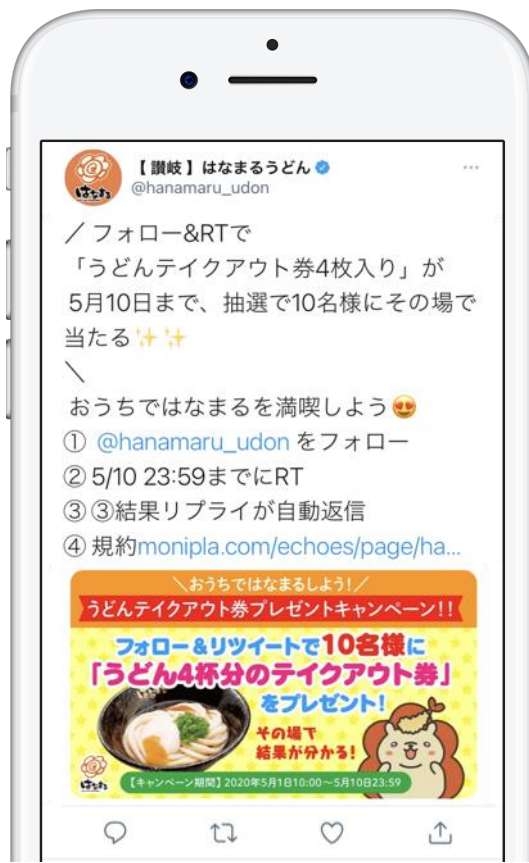 はなまる
【 讃岐 】はなまるうどん
@hanamaru_udon
／フォロー&RTで
「うどんテイクアウト券4枚入り」が
5月10日まで、抽選で10名様にその場で
当たる✨✨
＼
おうちではなまるを満喫しよう😍
① @hanamaru_udon をフォロー
② 5/10 23:59までにRT
③ ③結果リプライが自動返信
④ 規約monipla.com/echoes/page/ha...
＼おうちではなまるしよう!／
うどんテイクアウト券プレゼントキャンペーン!!
フォロー&リツイートで10名様に
「うどん4杯分のテイクアウト券」
をプレゼント!
その場で
結果が分かる!
はなまる
【キャンペーン期間】2020年5月1日10:00～5月10日23:59